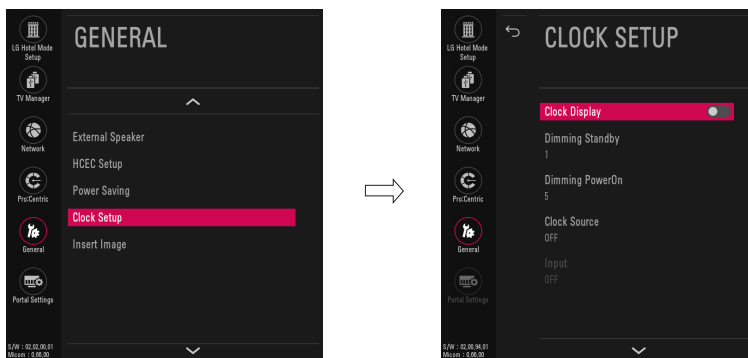 LG Hotel Mode
Setup
TV Manager
Network
Pro:Centric
General
Portal Settings
S/W : 02,02,00,01
Micom : 0,66,00
GENERAL
External Speaker
HCEC Setup
Power Saving
Clock Setup
Insert Image
LG Hotel Mode
Setup
TV Manager
Network
Pro:Centric
General
Portal Settings
S/W : 02,00,94,01
Micom : 0,66,00
CLOCK SETUP
Clock Display
Dimming Standby
1
Dimming PowerOn
5
Clock Source
OFF
Input
OFF